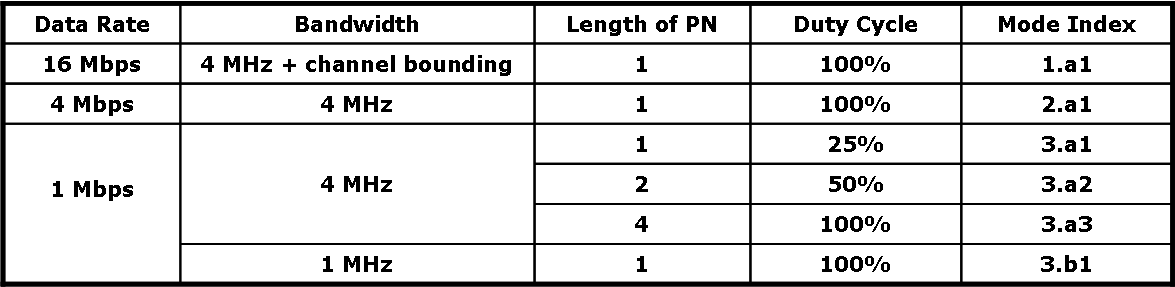 Data Rate Bandwidth Length of PN Duty Cycle Mode Index
16 Mbps 4 MHz + channel bounding 1 100% 1.a1
4 Mbps 4 MHz 1 100% 2.a1
1 Mbps 4 MHz 1 25% 3.a1
2 50% 3.a2
4 100% 3.a3
1 MHz 1 100% 3.b1